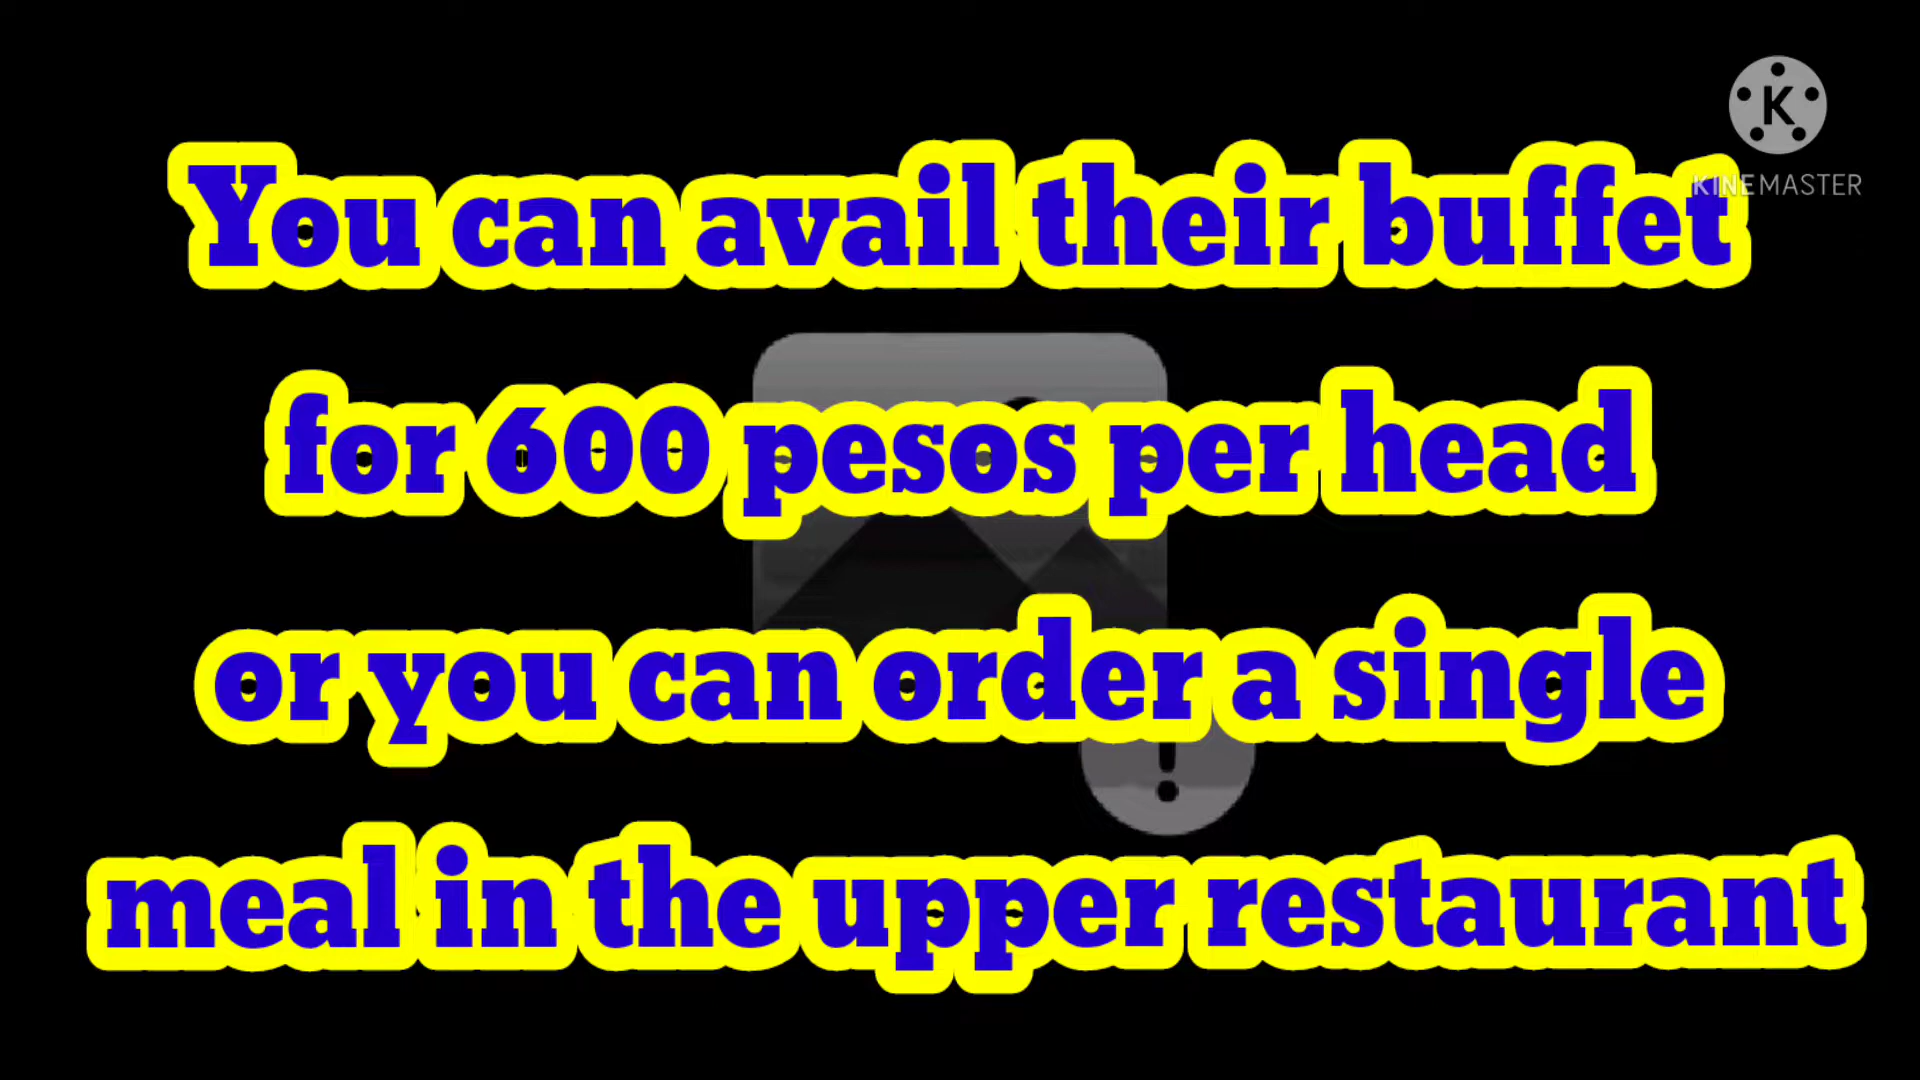 KINEMASTER
You can avail their buffet
for 600 pesos per head
or you can order a single
meal in the upper restaurant